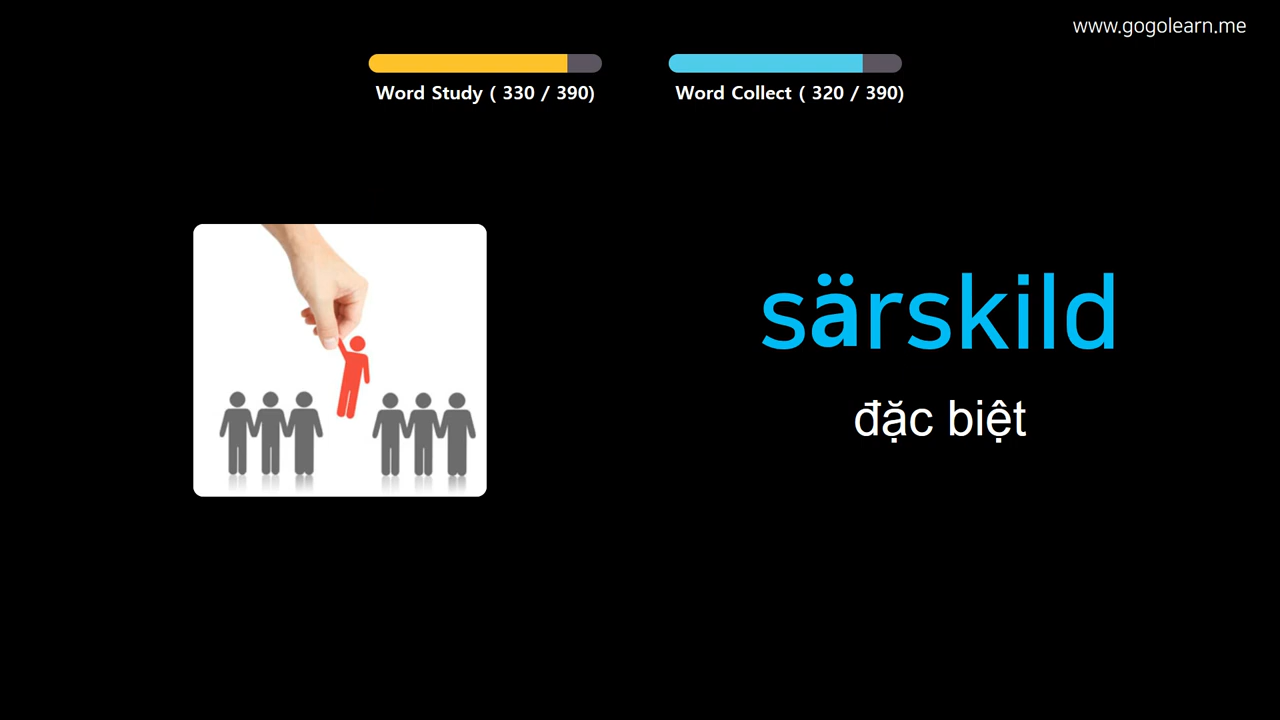 www.gogolearn.me
Word Study ( 330 / 390)
Word Collect ( 320 / 390)
särskild
đặc biệt